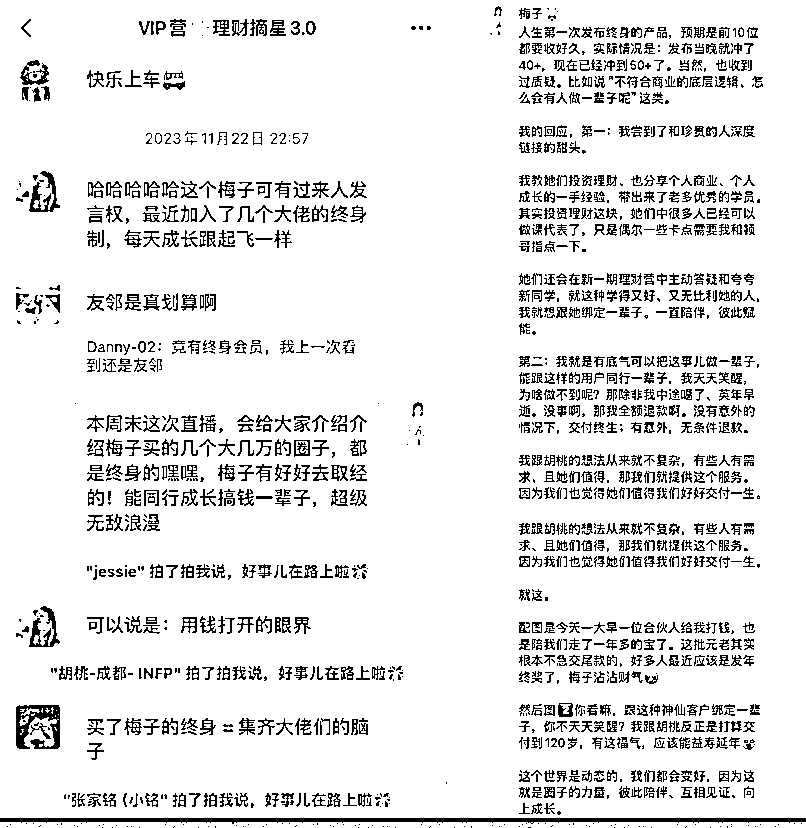 VIP营 理财摘星3.0
快乐上车
2023年11月22日 22:57
哈哈哈哈哈这个梅子可有过来人发
言权，最近加入了几个大佬的终身
制，每天成长跟起飞一样
友邻是真划算啊
Danny-02：竟有终身会员，我上一次看
到还是友邻
本周末这次直播，会给大家介绍介
绍梅子买的几个大几万的圈子，都
是终身的嘿嘿，梅子有好好去取经
的！能同行成长搞钱一辈子，超级
无敌浪漫
"jessie" 拍了拍我说，好事儿在路上啦
可以说是：用钱打开的眼界
"胡桃-成都- INFP" 拍了拍我说，好事儿在路上啦
买了梅子的终身 = 集齐大佬们的脑
子
"张家铭 (小铭" 拍了拍我说，好事儿在路上啦
梅子
人生第一次发布终身的产品，预期是前10位
都要收好久，实际情况是：发布当晚就冲了
40+，现在已经冲到50+了。当然，也收到
过质疑。比如说"不符合商业的底层逻辑、怎
么会有人做一辈子呢"这类。
我的回应，第一：我尝到了和珍贵的人深度
链接的甜头。
我教她们投资理财、也分享个人商业、个人
成长的一手经验，带出来了老多优秀的学员。
其实投资理财这块，她们中很多人已经可以
做课代表了，只是偶尔一些卡点需要我和颖
哥指点一下。
她们还会在新一期理财营中主动答疑和夸夸
新同学，就这种学得又好、又无比利她的人，
我就想跟她绑定一辈子。一直陪伴，彼此赋
能。
第二：我就是有底气可以把这事儿做一辈子，
能跟这样的用户同行一辈子，我天天笑醒，
为啥做不到呢？那除非我中途嗝了、英年早
逝。没事啊，那我全额退款啊。没有意外的
情况下，交付终生；有意外，无条件退款。
我跟胡桃的想法从来就不复杂，有些人有需
求、且她们值得，那我们就提供这个服务。
因为我们也觉得她们值得我们好好交付一生。
我跟胡桃的想法从来就不复杂，有些人有需
求、且她们值得，那我们就提供这个服务。
因为我们也觉得她们值得我们好好交付一生。
就这。
配图是今天一大早一位合伙人给我打钱，也
是陪我们走了一年多的宝了。这批元老其实
根本不急交尾款的，好多人最近应该是发年
终奖了，梅子沾沾财气
然后图2你看嘛，跟这种神仙客户绑定一辈
子，你不天天笑醒？我跟胡桃反正是打算交
付到120岁，有这福气，应该能益寿延年
这个世界是动态的，我们都会变好，因为这
就是圈子的力量，彼此陪伴、互相见证、向
上成长。